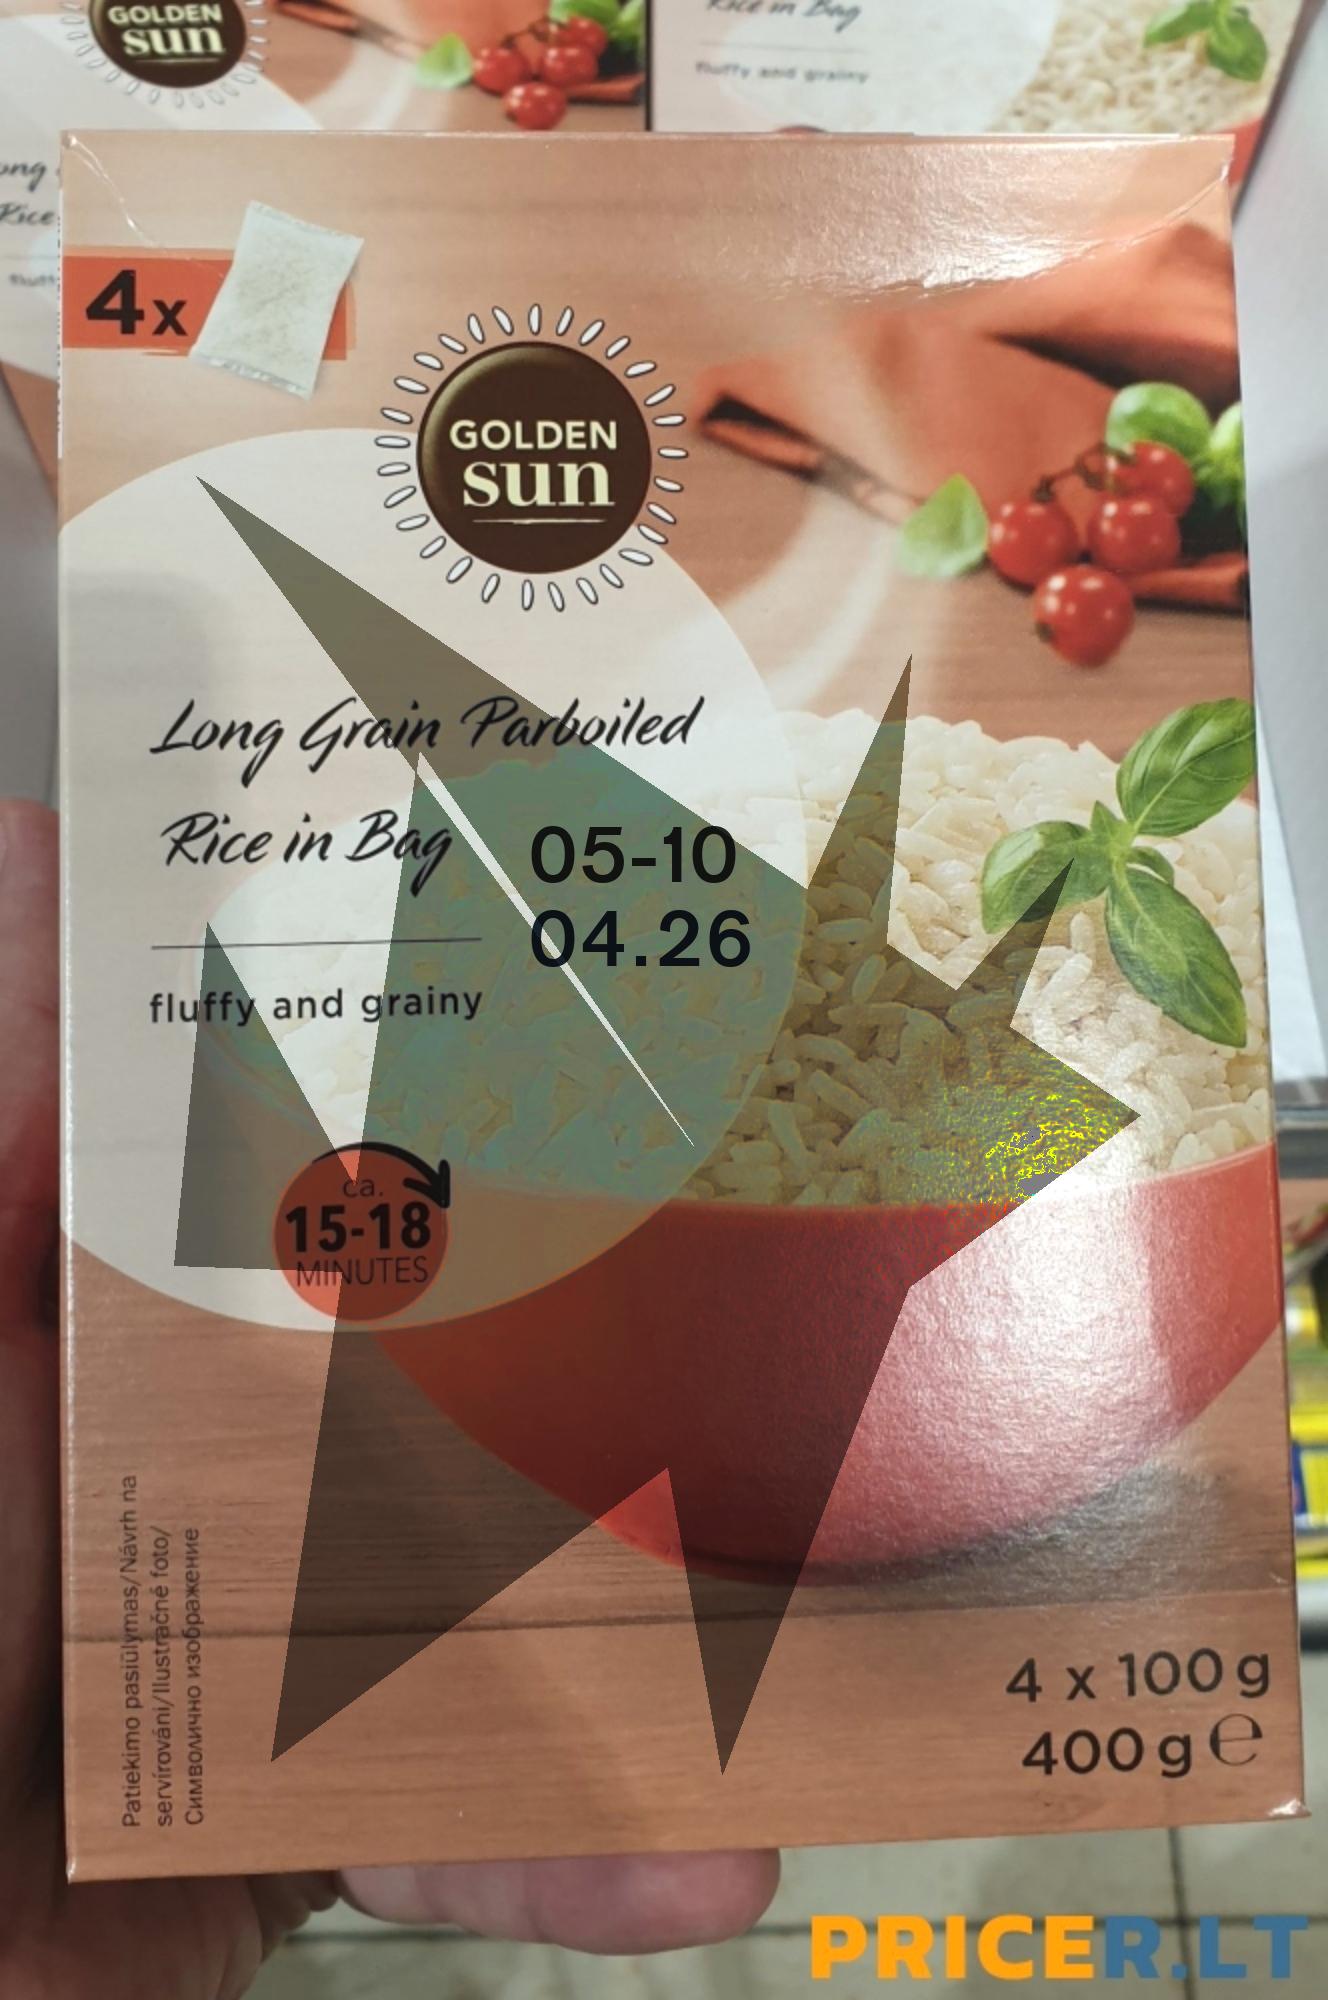 GOLDEN
sun
Rice in Bag
fluffy and grainy
4x
GOLDEN
sun
Long Grain Parboiled
Rice in Bag
fluffy and grainy
05-10
04.26
ca.
15-18
MINUTES
Patiekimo pasiūlymas/Návrh na
servírování/Ilustračné foto/
Символично изображение
4 x 100 g
400 g ℮
PRICER.LT